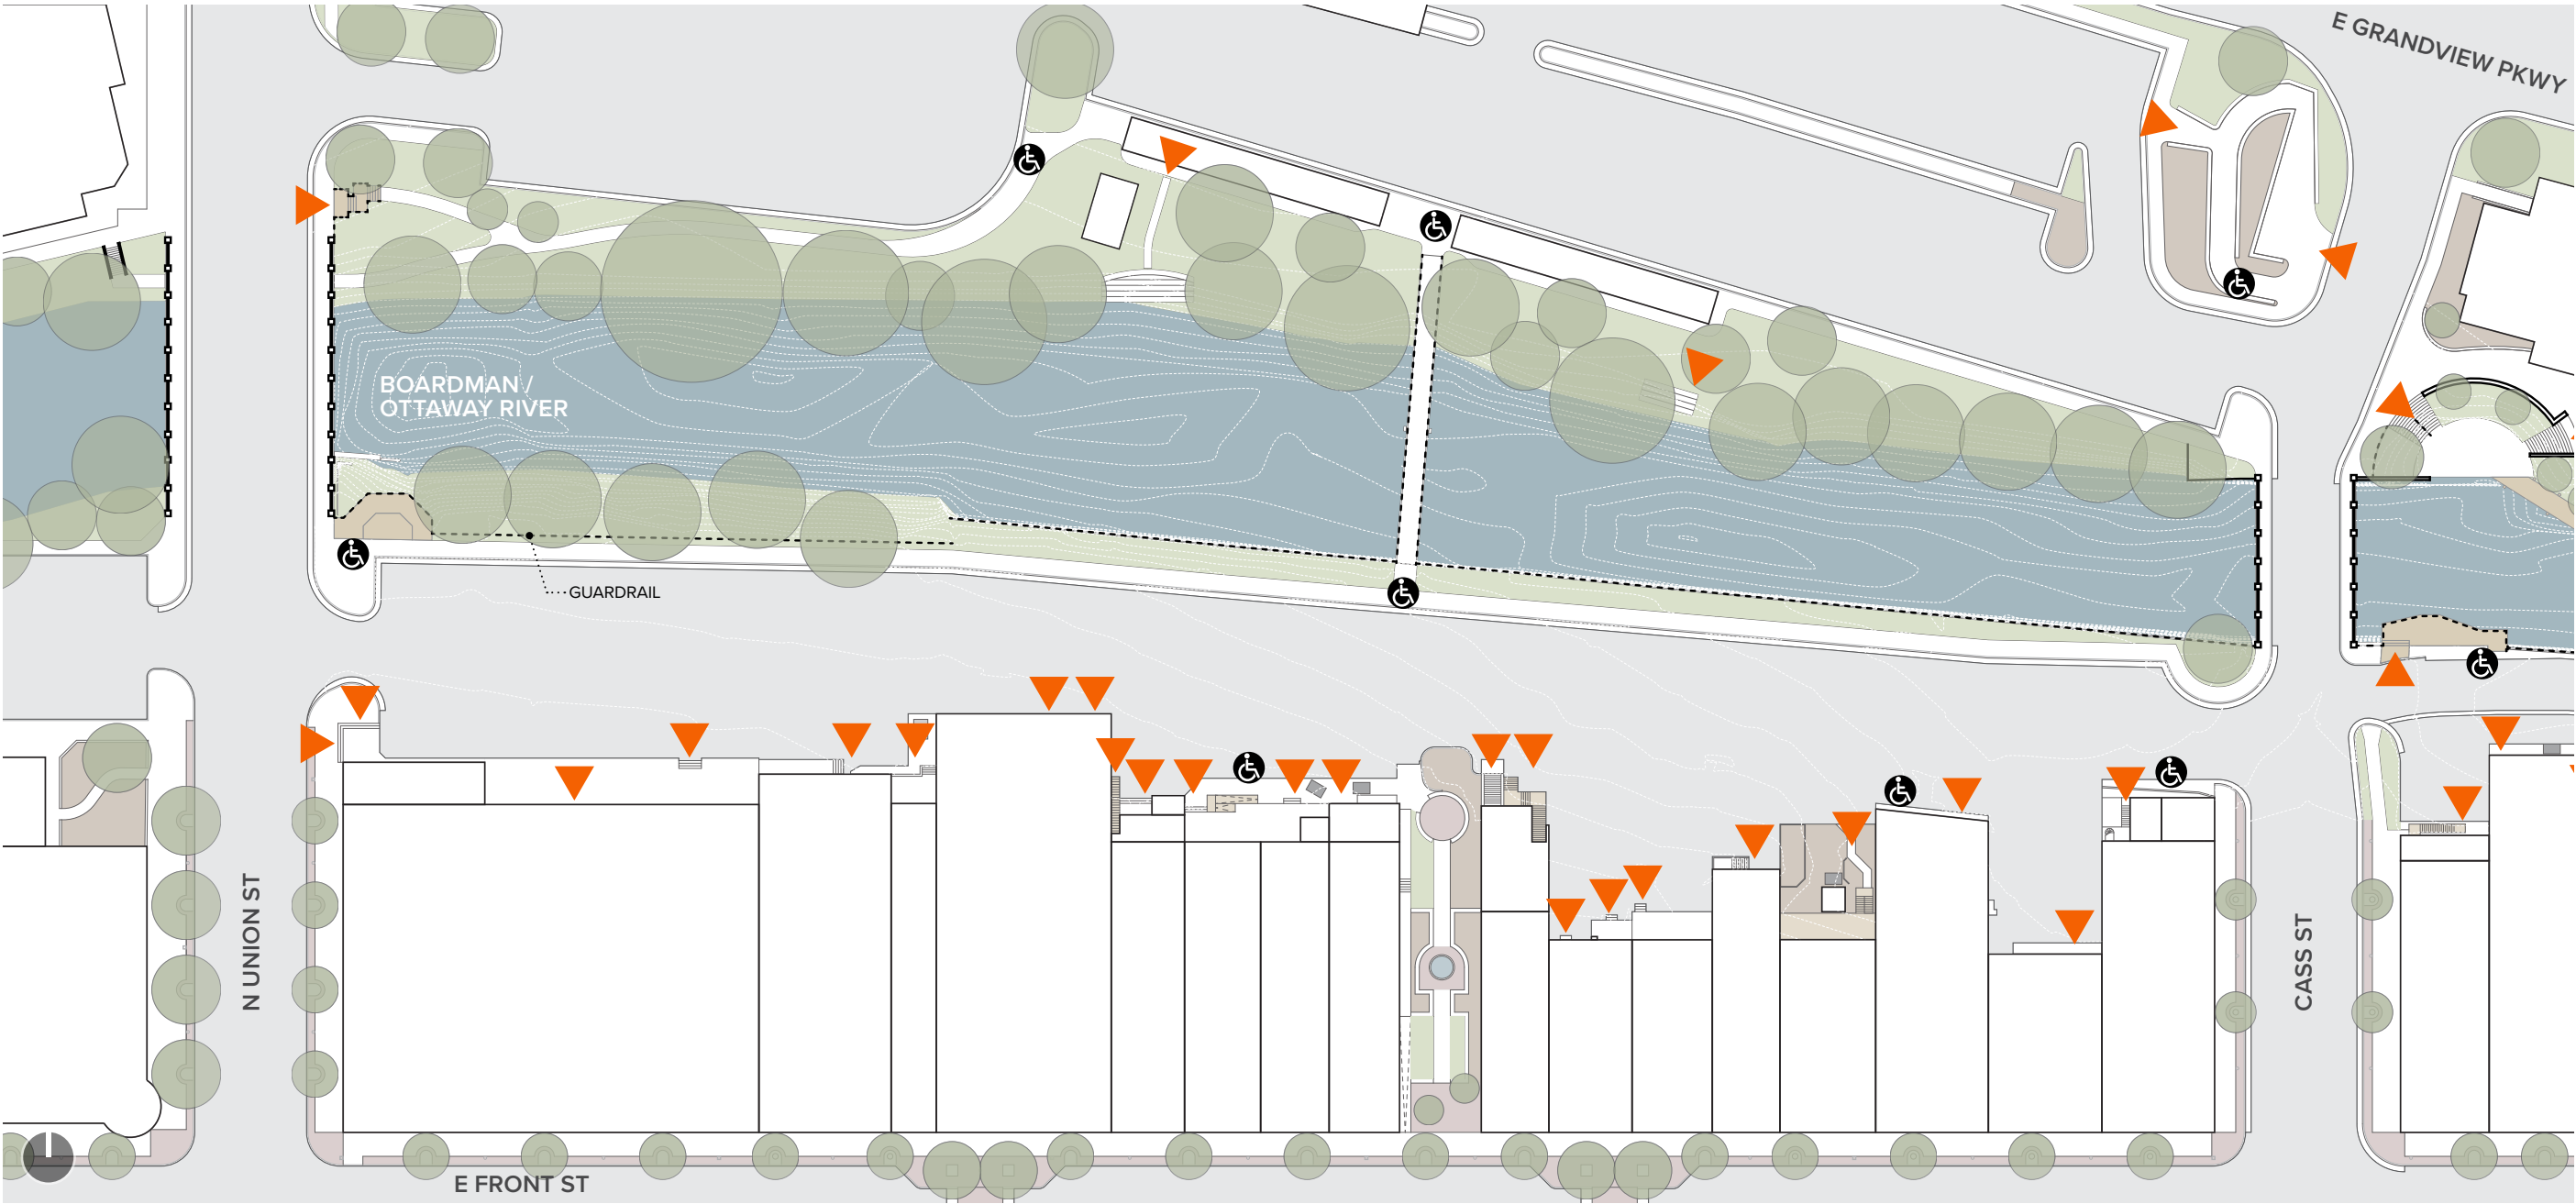 E GRANDVIEW PKWY
BOARDMAN /
OTTAWAY RIVER
GUARDRAIL
N UNION ST
CASS ST
E FRONT ST